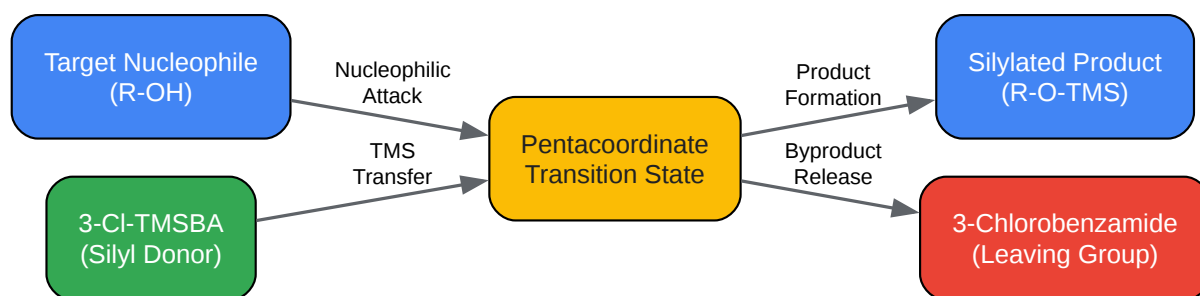 Target Nucleophile
(R-OH)
Nucleophilic
Attack
3-Cl-TMSBA
(Silyl Donor)
TMS
Transfer
Pentacoordinate
Transition State
Product
Formation
Silylated Product
(R-O-TMS)
Byproduct
Release
3-Chlorobenzamide
(Leaving Group)